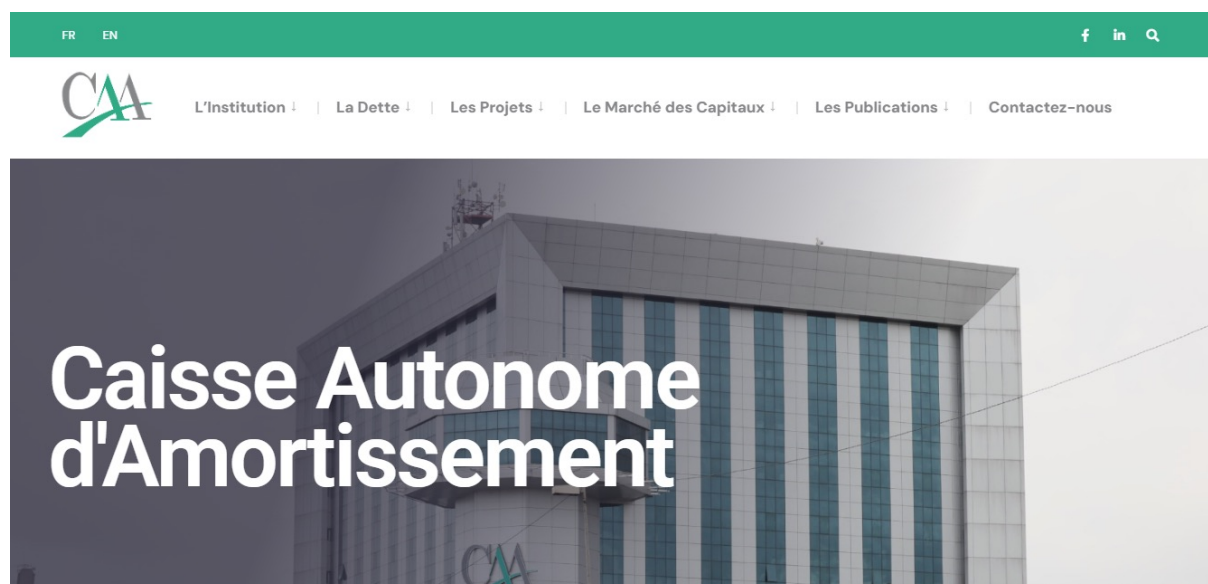 FR EN
CAA
L’Institution ↓ | La Dette ↓ | Les Projets ↓ | Le Marché des Capitaux ↓ | Les Publications ↓ | Contactez-nous
Caisse Autonome
d'Amortissement
CAA